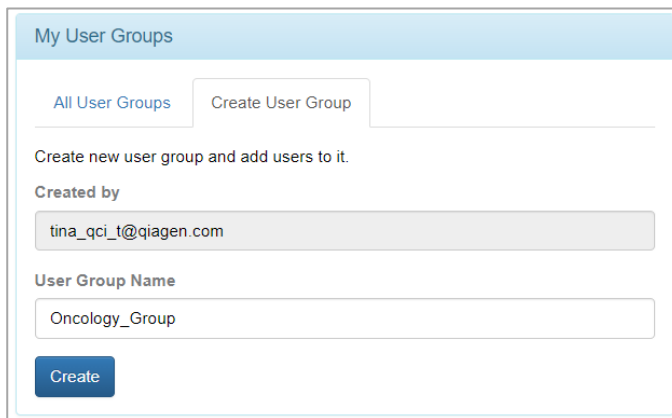 My User Groups
All User Groups
Create User Group
Create new user group and add users to it.
Created by
tina_qci_t@qiagen.com
User Group Name
Oncology_Group
Create